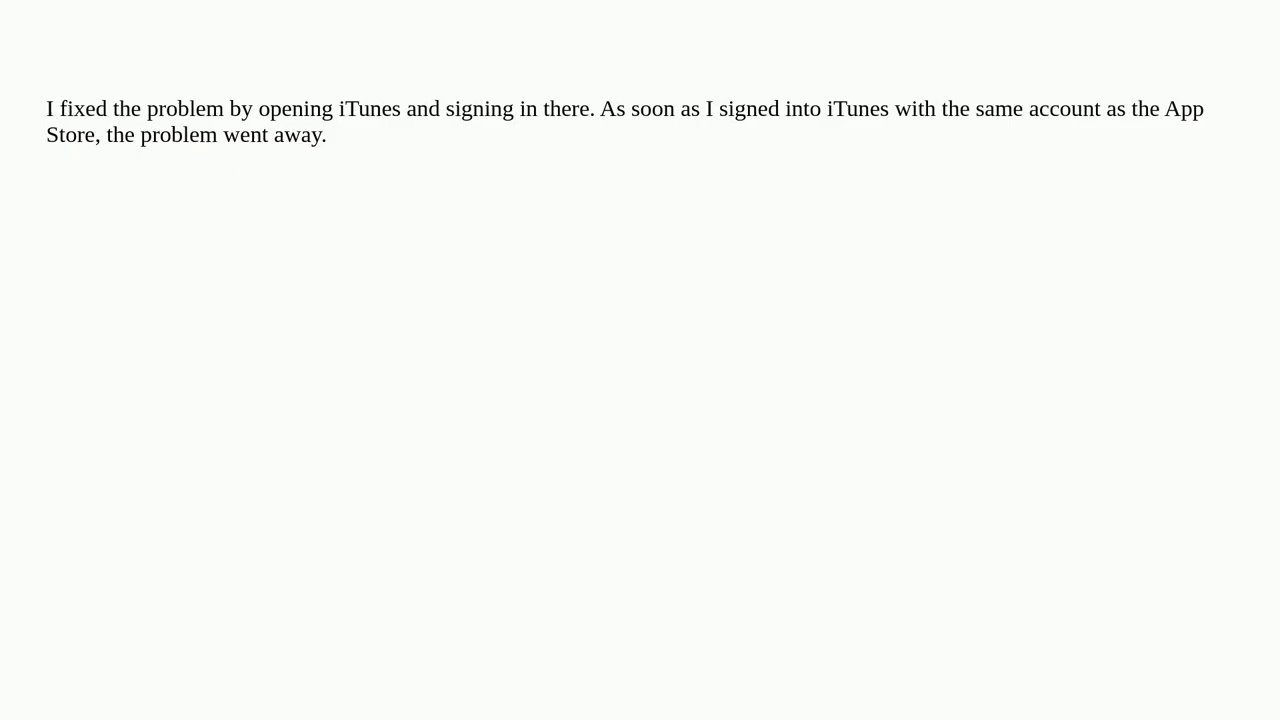 I fixed the problem by opening iTunes and signing in there. As soon as I signed into iTunes with the same account as the App
Store, the problem went away.